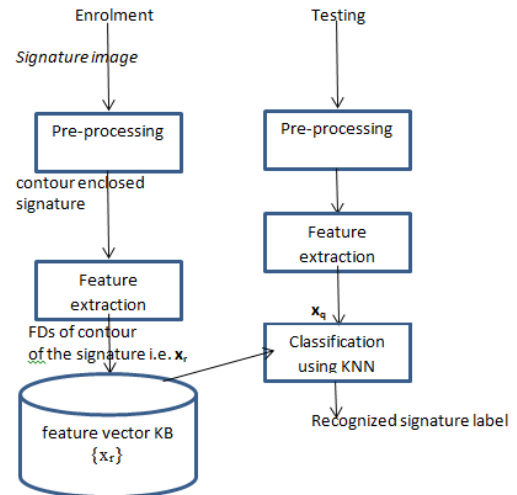 Enrolment
Signature image
Pre-processing
contour enclosed
signature
Feature
extraction
FDs of contour
of the signature i.e. xᵣ
feature vector KB
{xᵣ}
Testing
Pre-processing
Feature
extraction
x_q
Classification
using KNN
Recognized signature label